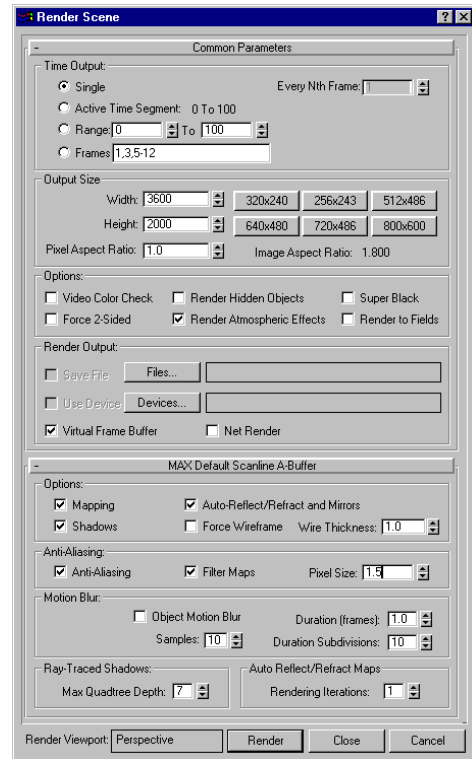 Render Scene
Common Parameters
Time Output:
Single Every Nth Frame: 1
Active Time Segment: 0 To 100
Range: 0 To 100
Frames 1,3,5-12
Output Size
Width: 3600 320x240 256x243 512x486
Height: 2000 640x480 720x486 800x600
Pixel Aspect Ratio: 1.0 Image Aspect Ratio: 1.800
Options:
Video Color Check Render Hidden Objects Super Black
Force 2-Sided Render Atmospheric Effects Render to Fields
Render Output:
Save File Files...
Use Device Devices...
Virtual Frame Buffer Net Render
MAX Default Scanline A-Buffer
Options:
Mapping Auto-Reflect/Refract and Mirrors
Shadows Force Wireframe Wire Thickness: 1.0
Anti-Aliasing:
Anti-Aliasing Filter Maps Pixel Size: 1.5
Motion Blur:
Object Motion Blur Duration (frames): 1.0
Samples: 10 Duration Subdivisions: 10
Ray-Traced Shadows: Auto Reflect/Refract Maps
Max Quadtree Depth: 7 Rendering Iterations: 1
Render Viewport: Perspective Render Close Cancel